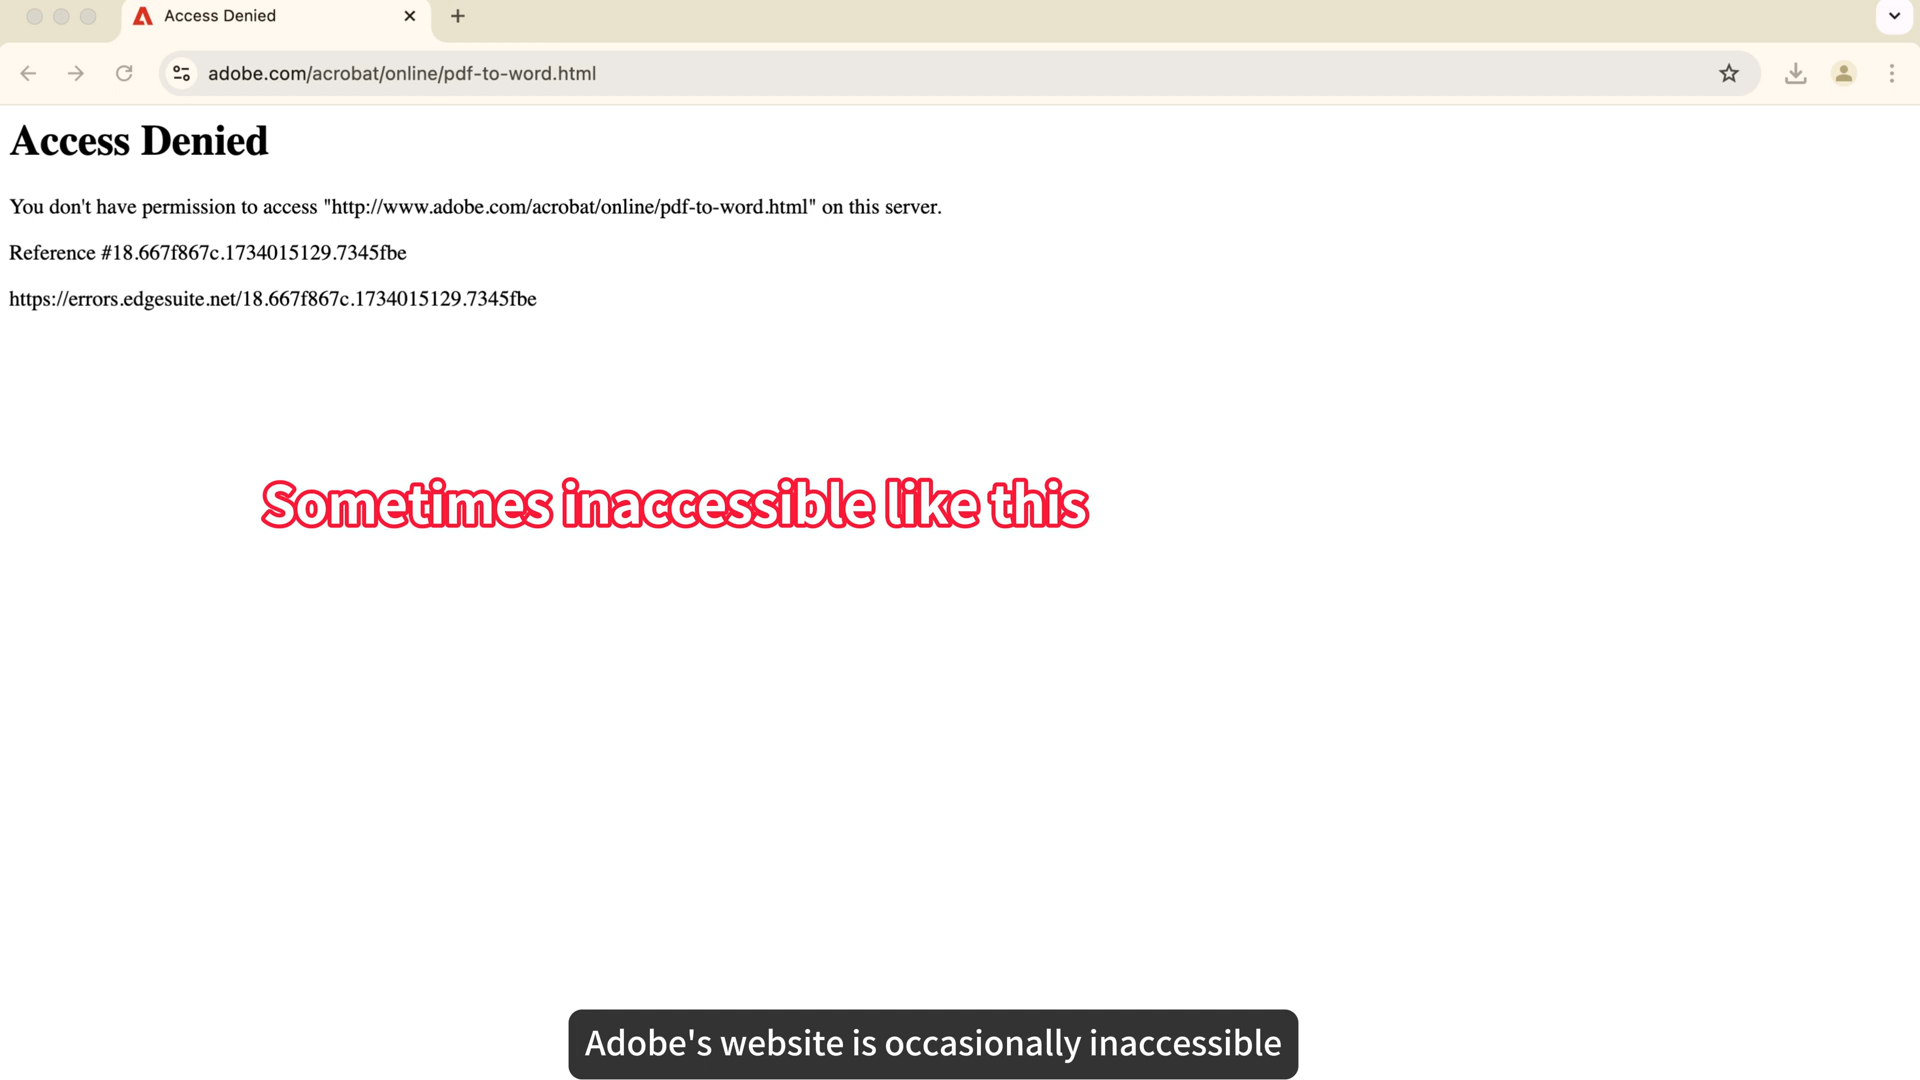 Access Denied
adobe.com/acrobat/online/pdf-to-word.html
Access Denied
You don't have permission to access "http://www.adobe.com/acrobat/online/pdf-to-word.html" on this server.
Reference #18.667f867c.1734015129.7345fbe
https://errors.edgesuite.net/18.667f867c.1734015129.7345fbe
Sometimes inaccessible like this
Adobe's website is occasionally inaccessible